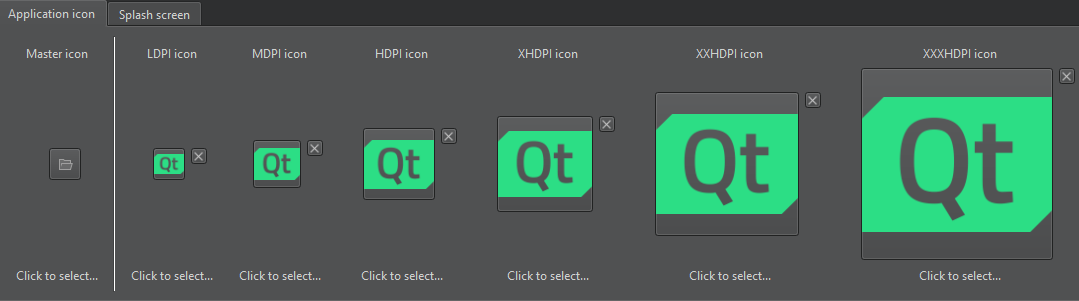 Application icon
Splash screen
Master icon
LDPI icon
MDPI icon
HDPI icon
XHDPI icon
XXHDPI icon
XXXHDPI icon
Qt
Qt
Qt
Qt
Qt
Qt
Click to select...
Click to select...
Click to select...
Click to select...
Click to select...
Click to select...
Click to select...